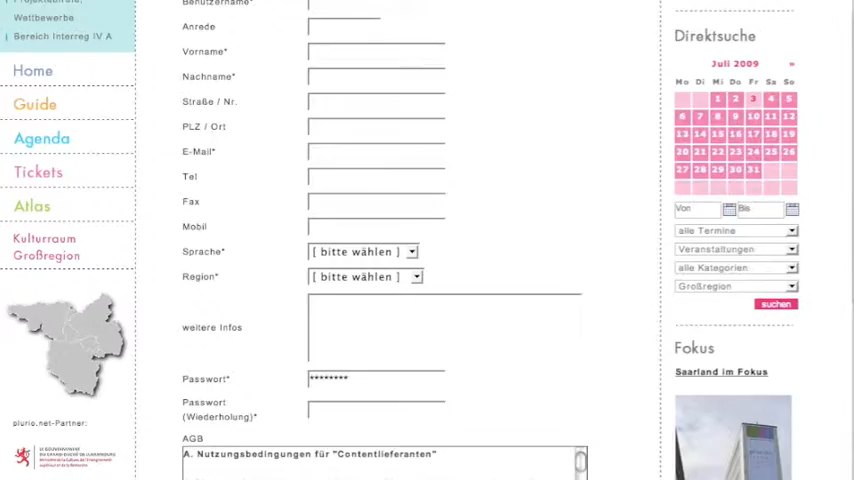 Projektaufruf,
Wettbewerbe
Bereich Interreg IV A
Home
Guide
Agenda
Tickets
Atlas
Kulturraum
Großregion
plurio.net-Partner:
Benutzername*
Anrede
Vorname*
Nachname*
Straße / Nr.
PLZ / Ort
E-Mail*
Tel
Fax
Mobil
Sprache*
[ bitte wählen ]
Region*
[ bitte wählen ]
weitere Infos
Passwort*
********
Passwort
(Wiederholung)*
AGB
A. Nutzungsbedingungen für "Contentlieferanten"
Direktsuche
Juli 2009 »
Mo Di Mi Do Fr Sa So
1 2 3 4 5
6 7 8 9 10 11 12
13 14 15 16 17 18 19
20 21 22 23 24 25 26
27 28 29 30 31
Von Bis
alle Termine
Veranstaltungen
alle Kategorien
Großregion
suchen
Fokus
Saarland im Fokus